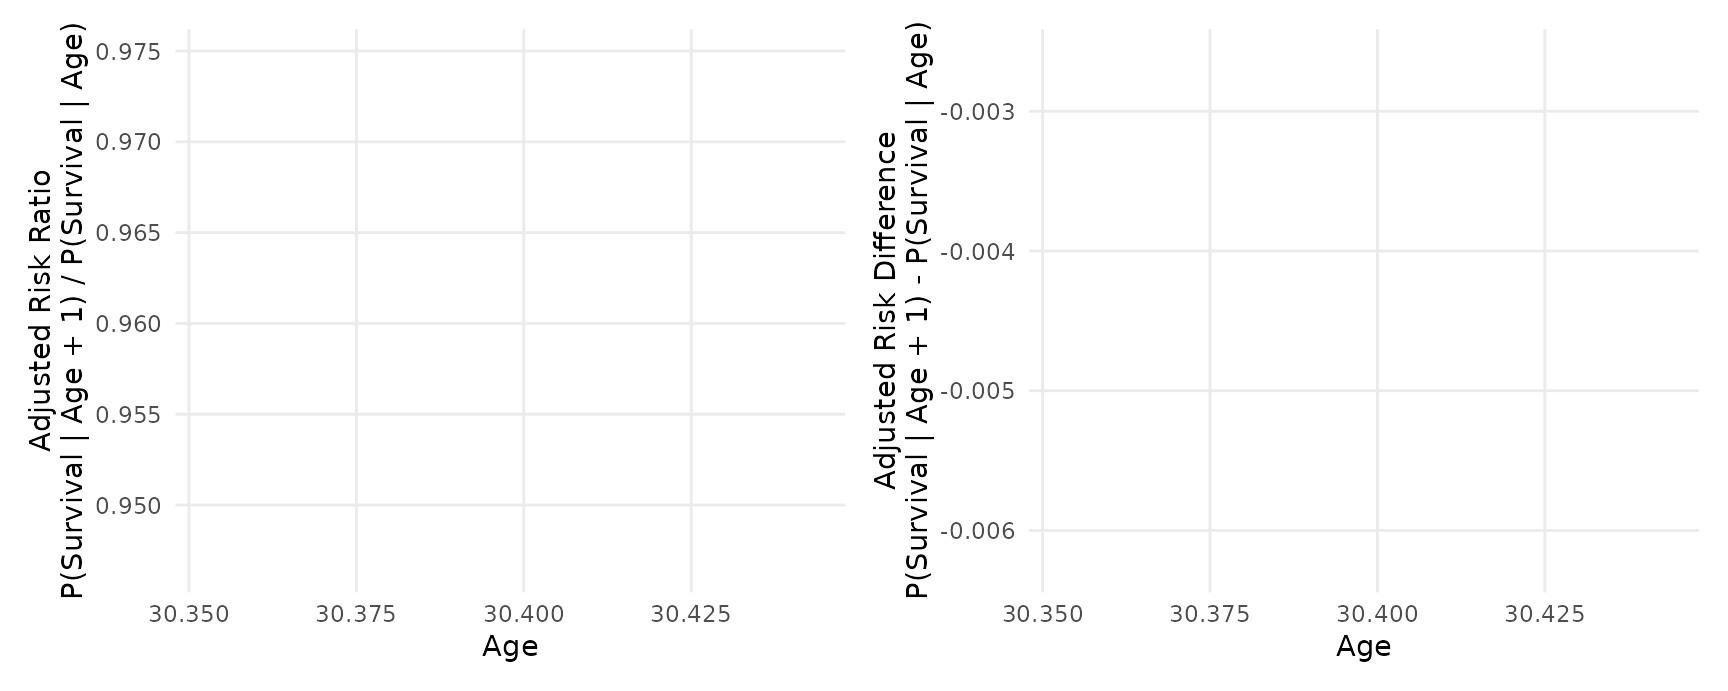 Adjusted Risk Ratio
P(Survival | Age + 1) / P(Survival | Age)
0.975
0.970
0.965
0.960
0.955
0.950
30.350 30.375 30.400 30.425
Age
Adjusted Risk Difference
P(Survival | Age + 1) - P(Survival | Age)
-0.003
-0.004
-0.005
-0.006
30.350 30.375 30.400 30.425
Age